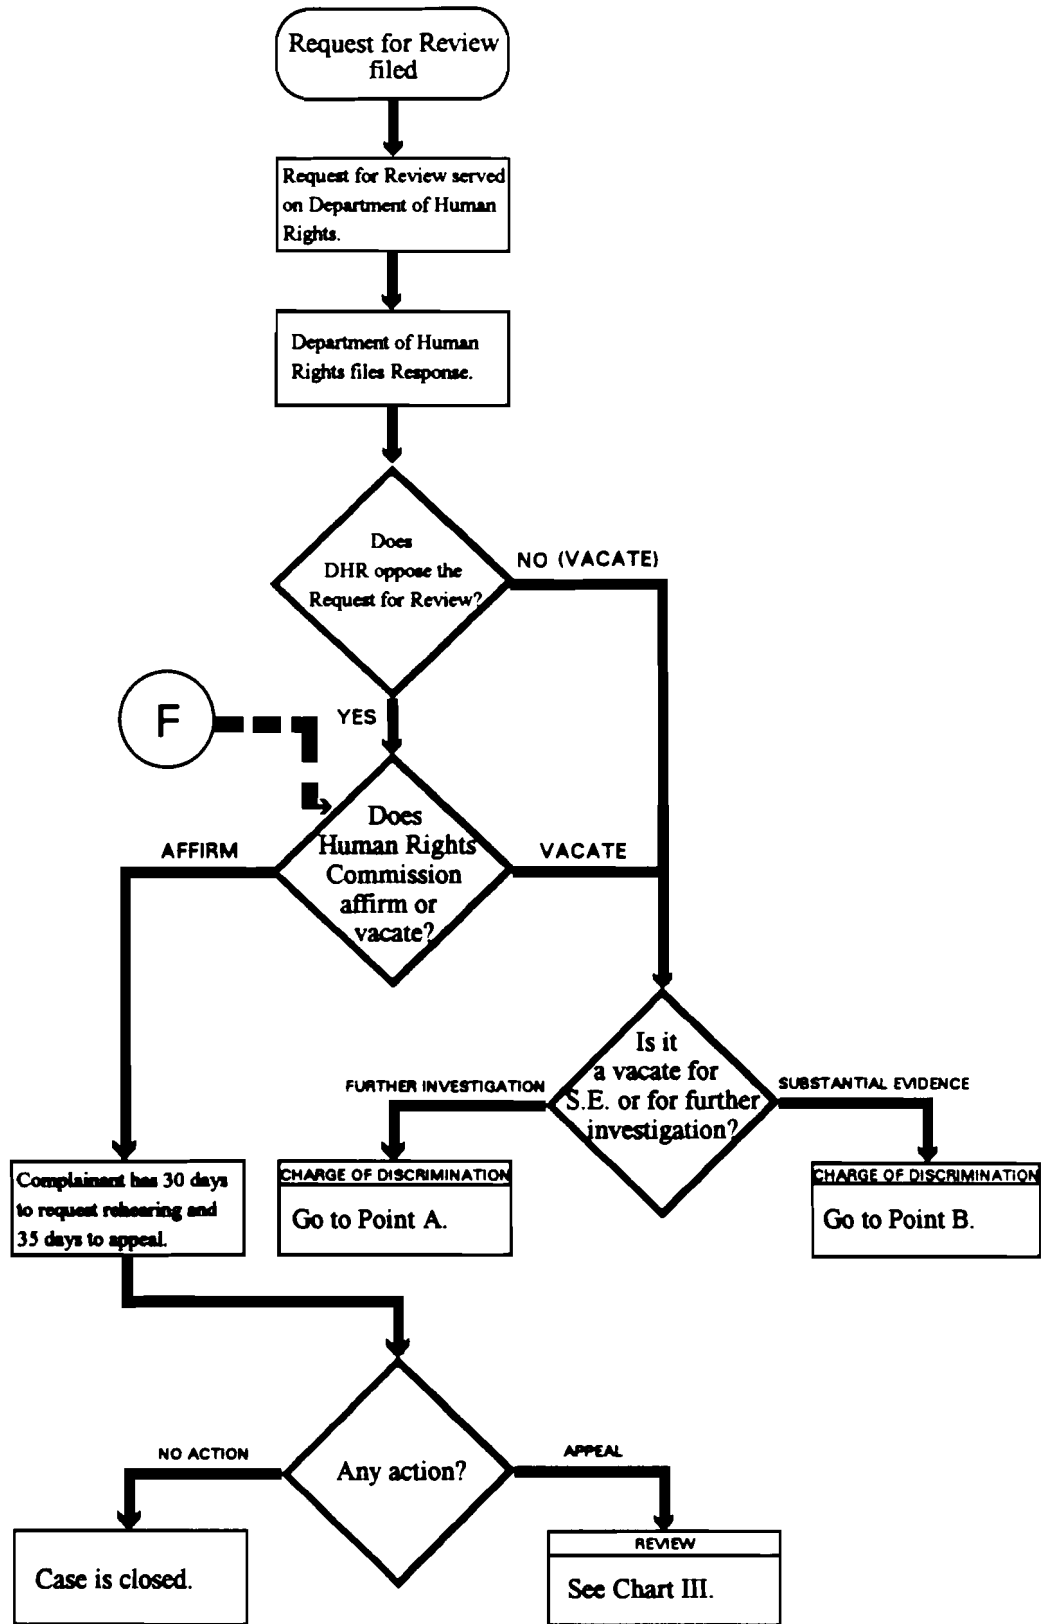 Request for Review
filed
Request for Review served
on Department of Human
Rights.
Department of Human
Rights files Response.
Does
DHR oppose the
Request for Review?
NO (VACATE)
F
YES
Does
Human Rights
Commission
affirm or
vacate?
AFFIRM
VACATE
Is it
a vacate for
S.E. or for further
investigation?
FURTHER INVESTIGATION
SUBSTANTIAL EVIDENCE
Complainant has 30 days
to request rehearing and
35 days to appeal.
CHARGE OF DISCRIMINATION
Go to Point A.
CHARGE OF DISCRIMINATION
Go to Point B.
Any action?
NO ACTION
APPEAL
Case is closed.
REVIEW
See Chart III.